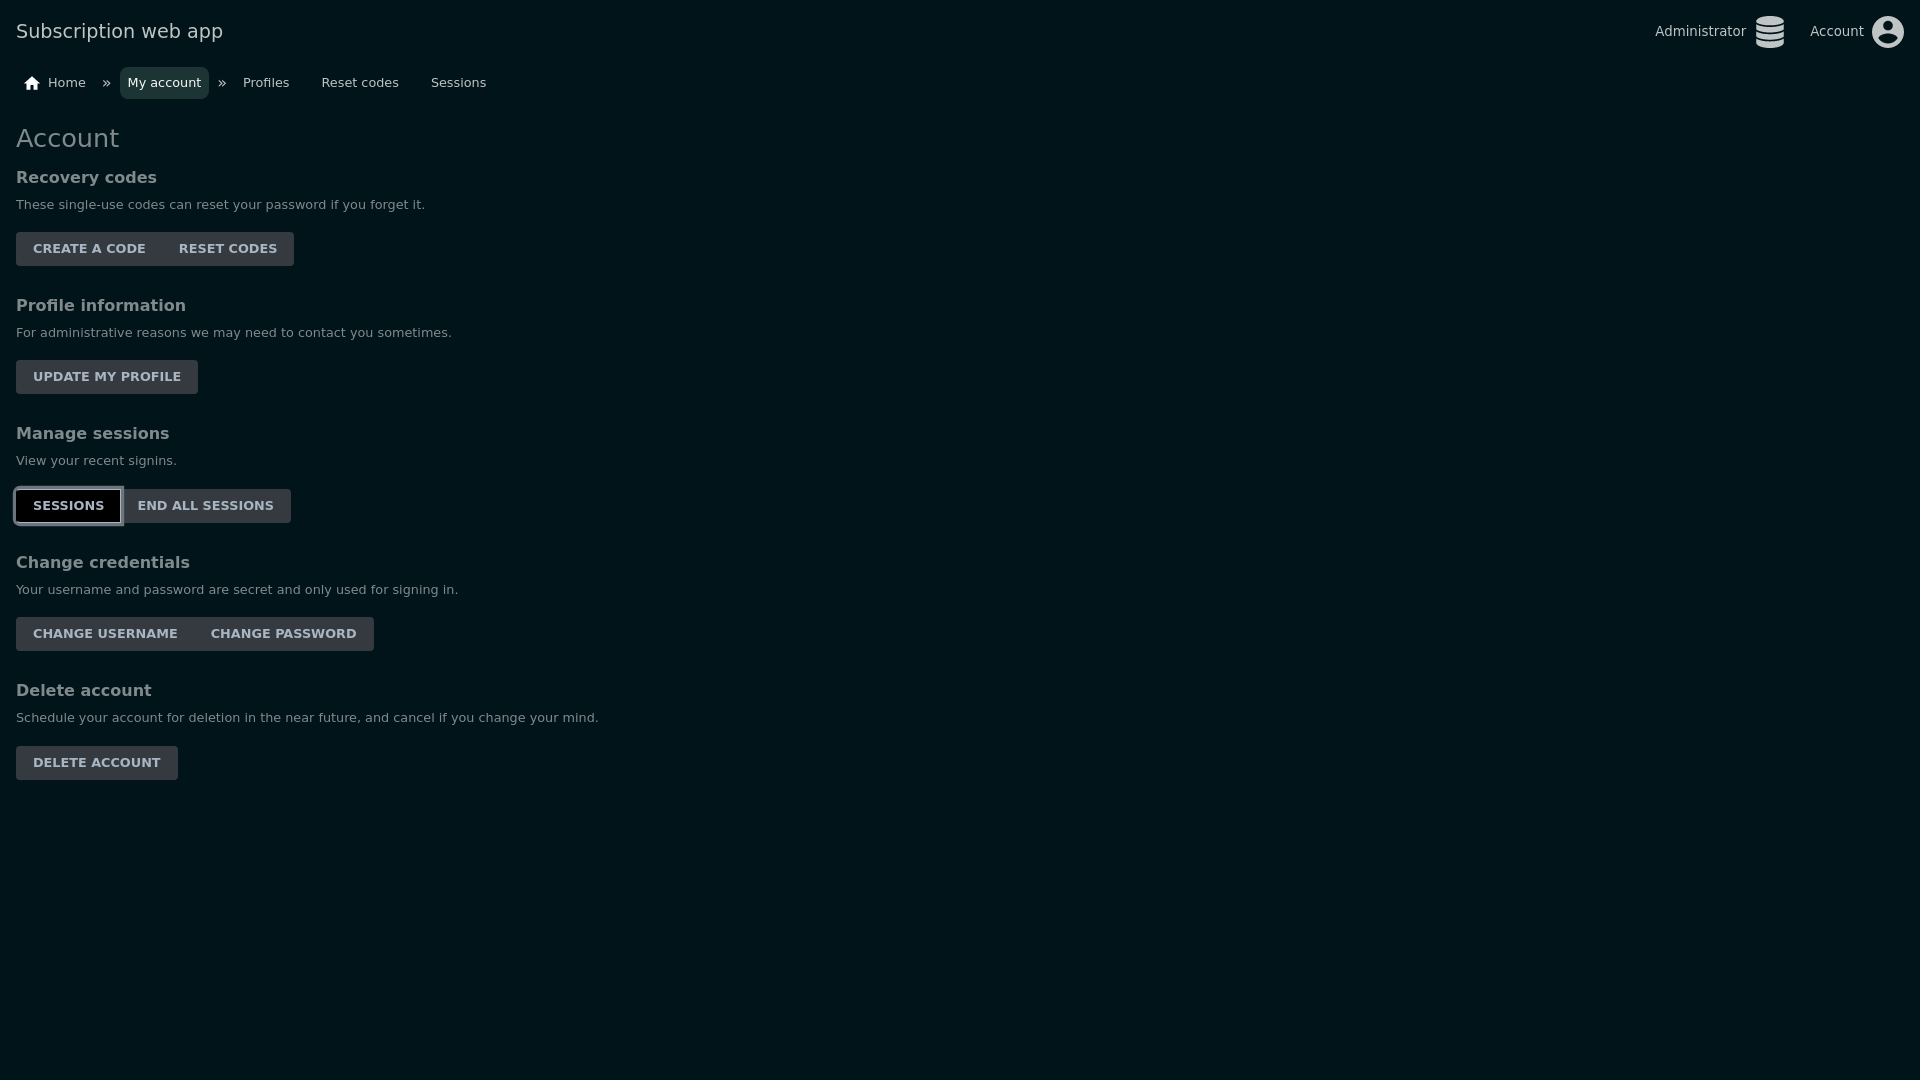 Subscription web app
Administrator
Account
Home » My account » Profiles Reset codes Sessions
Account
Recovery codes
These single-use codes can reset your password if you forget it.
CREATE A CODE RESET CODES
Profile information
For administrative reasons we may need to contact you sometimes.
UPDATE MY PROFILE
Manage sessions
View your recent signins.
SESSIONS END ALL SESSIONS
Change credentials
Your username and password are secret and only used for signing in.
CHANGE USERNAME CHANGE PASSWORD
Delete account
Schedule your account for deletion in the near future, and cancel if you change your mind.
DELETE ACCOUNT